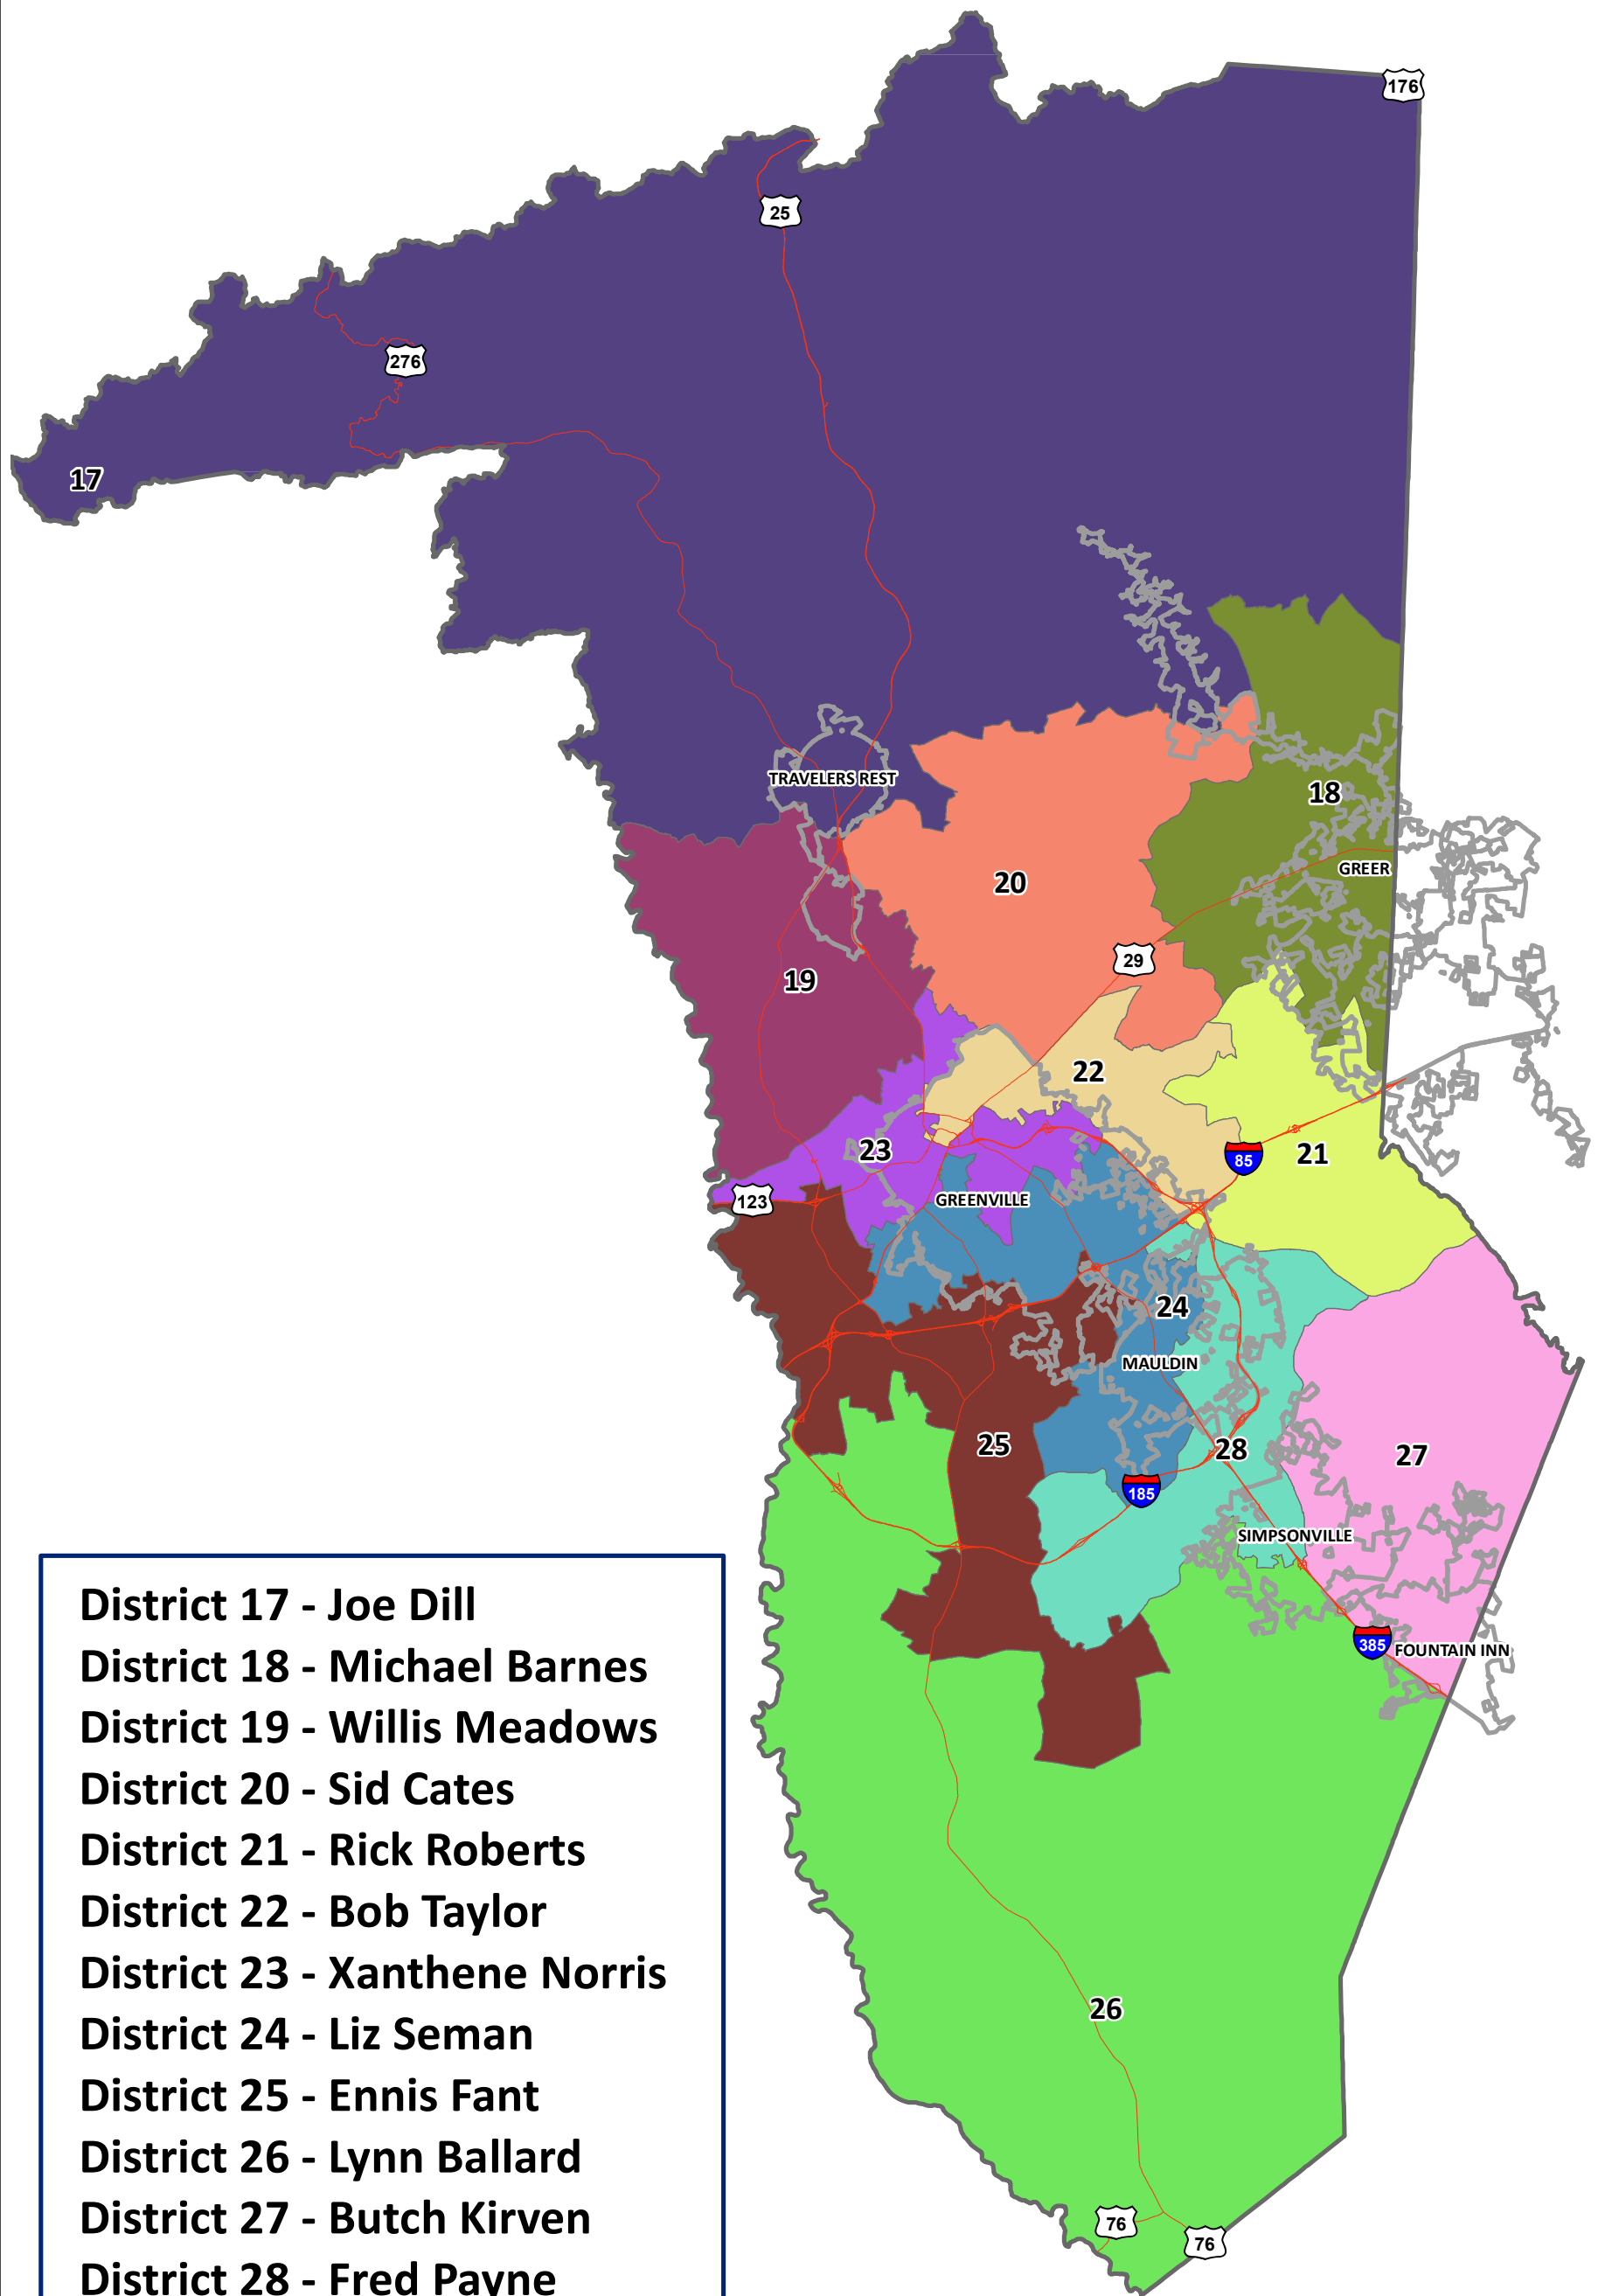 176
25
276
17
TRAVELERS REST
18
GREER
20
29
19
22
23
85
21
123
GREENVILLE
24
MAULDIN
25
28
27
185
SIMPSONVILLE
385
FOUNTAIN INN
26
76
76
District 17 - Joe Dill
District 18 - Michael Barnes
District 19 - Willis Meadows
District 20 - Sid Cates
District 21 - Rick Roberts
District 22 - Bob Taylor
District 23 - Xanthene Norris
District 24 - Liz Seman
District 25 - Ennis Fant
District 26 - Lynn Ballard
District 27 - Butch Kirven
District 28 - Fred Payne